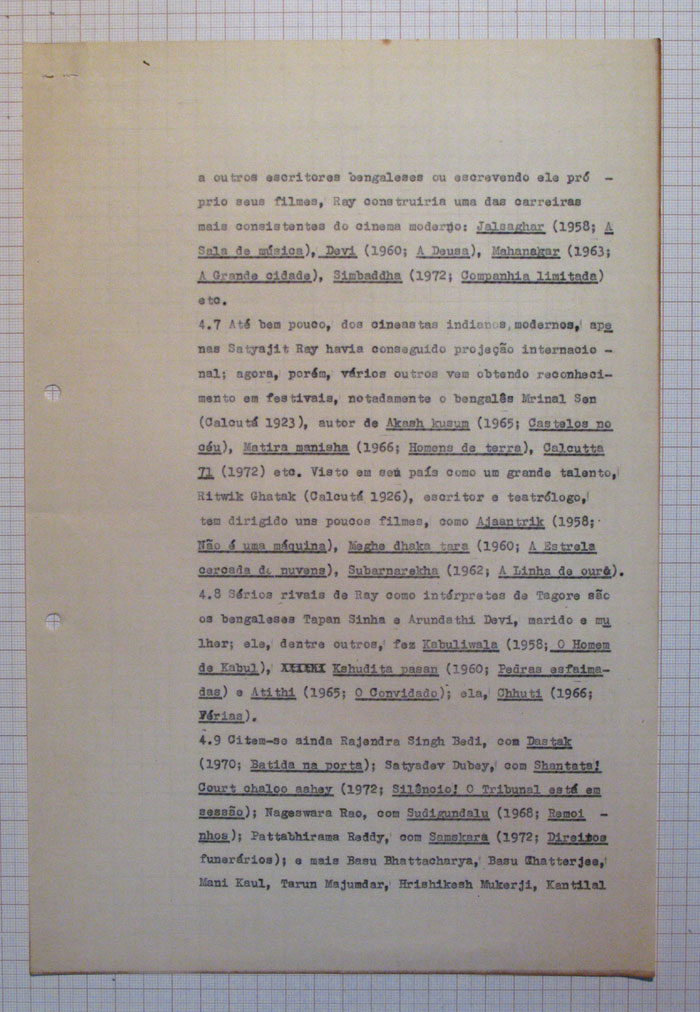 a outros escritores bengaleses ou escrevendo ele pró -
prio seus filmes, Ray construiria uma das carreiras
mais consistentes do cinema moderno: Jalsaghar (1958; A
Sala de música), Devi (1960; A Deusa), Mahanagar (1963;
A Grande cidade), Simbaddha (1972; Companhia limitada)
etc.
4.7 Até bem pouco, dos cineastas indianos, modernos, ape
nas Satyajit Ray havia conseguido projeção internacio -
nal; agora, porém, vários outros vem obtendo reconheci-
mento em festivais, notadamente o bengalês Mrinal Sen
(Calcutá 1923), autor de Akash kusum (1965; Castelos no
céu), Matira manisha (1966; Homens de terra), Calcutta
71 (1972) etc. Visto em seu país como um grande talento,
Ritwik Ghatak (Calcutá 1926), escritor e teatrólogo,
tem dirigido uns poucos filmes, como Ajaantrik (1958;
Não é uma máquina), Meghe dhaka tara (1960; A Estrela
cercada de nuvens), Subarnarekha (1962; A Linha de ouro).
4.8 Sérios rivais de Ray como intérpretes de Tagore são
os bengaleses Tapan Sinha e Arundathi Devi, marido e mu
lher; ele, dentre outros, fez Kabuliwala (1958; O Homem
de Kabul), Kshudita pasan (1960; Pedras esfaima-
das) e Atithi (1965; O Convidado); ela, Chhuti (1966;
Férias).
4.9 Citem-se ainda Rajendra Singh Bedi, com Dastak
(1970; Batida na porta); Satyadev Dubey, com Shantata!
Court chaloo ashey (1972; Silêncio! O Tribunal está em
sessão); Nageswara Rao, com Sudigundalu (1968; Remoi -
nhos); Pattabhirama Reddy, com Samskara (1972; Direitos
funerários); e mais Basu Bhattacharya, Basu Chatterjee,
Mani Kaul, Tarun Majumdar, Hrishikesh Mukerji, Kantilal